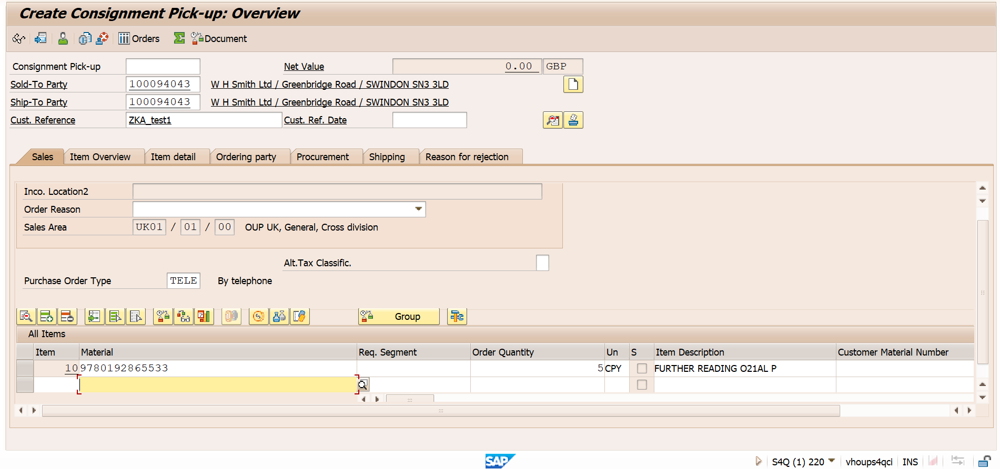 Create Consignment Pick-up: Overview
Orders Document
Consignment Pick-up Net Value 0.00 GBP
Sold-To Party 100094043 W H Smith Ltd / Greenbridge Road / SWINDON SN3 3LD
Ship-To Party 100094043 W H Smith Ltd / Greenbridge Road / SWINDON SN3 3LD
Cust. Reference ZKA_test1 Cust. Ref. Date
Sales Item Overview Item detail Ordering party Procurement Shipping Reason for rejection
Inco. Location2
Order Reason
Sales Area UK01 / 01 / 00 OUP UK, General, Cross division
Alt.Tax Classific.
Purchase Order Type TELE By telephone
Group
All Items
Item Material Req. Segment Order Quantity Un S Item Description Customer Material Number
10 9780192865533 5 CPY FURTHER READING O21AL P
SAP S4Q (1) 220 vhoups4qci INS